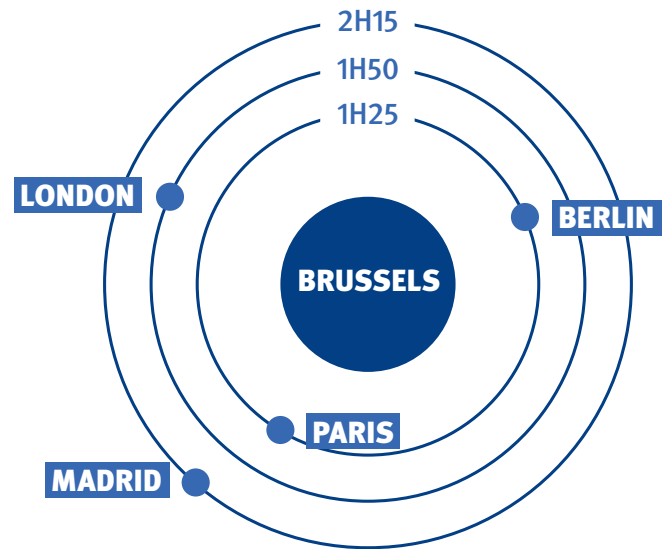 2H15
1H50
1H25
LONDON
BERLIN
BRUSSELS
PARIS
MADRID